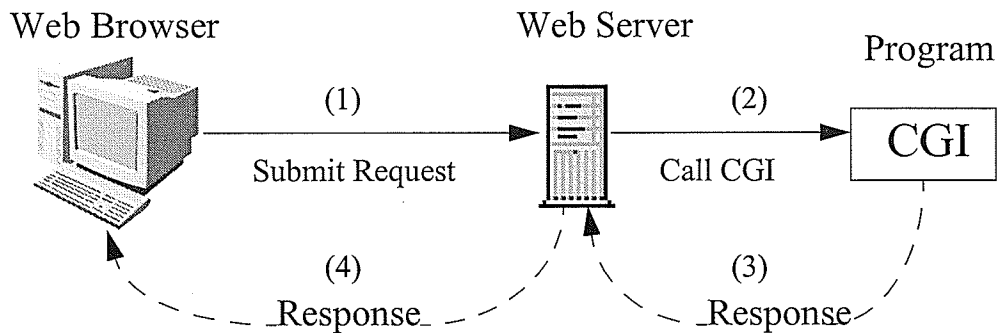 Web Browser
Web Server
Program
(1)
(2)
Submit Request
Call CGI
CGI
(4)
(3)
Response
Response